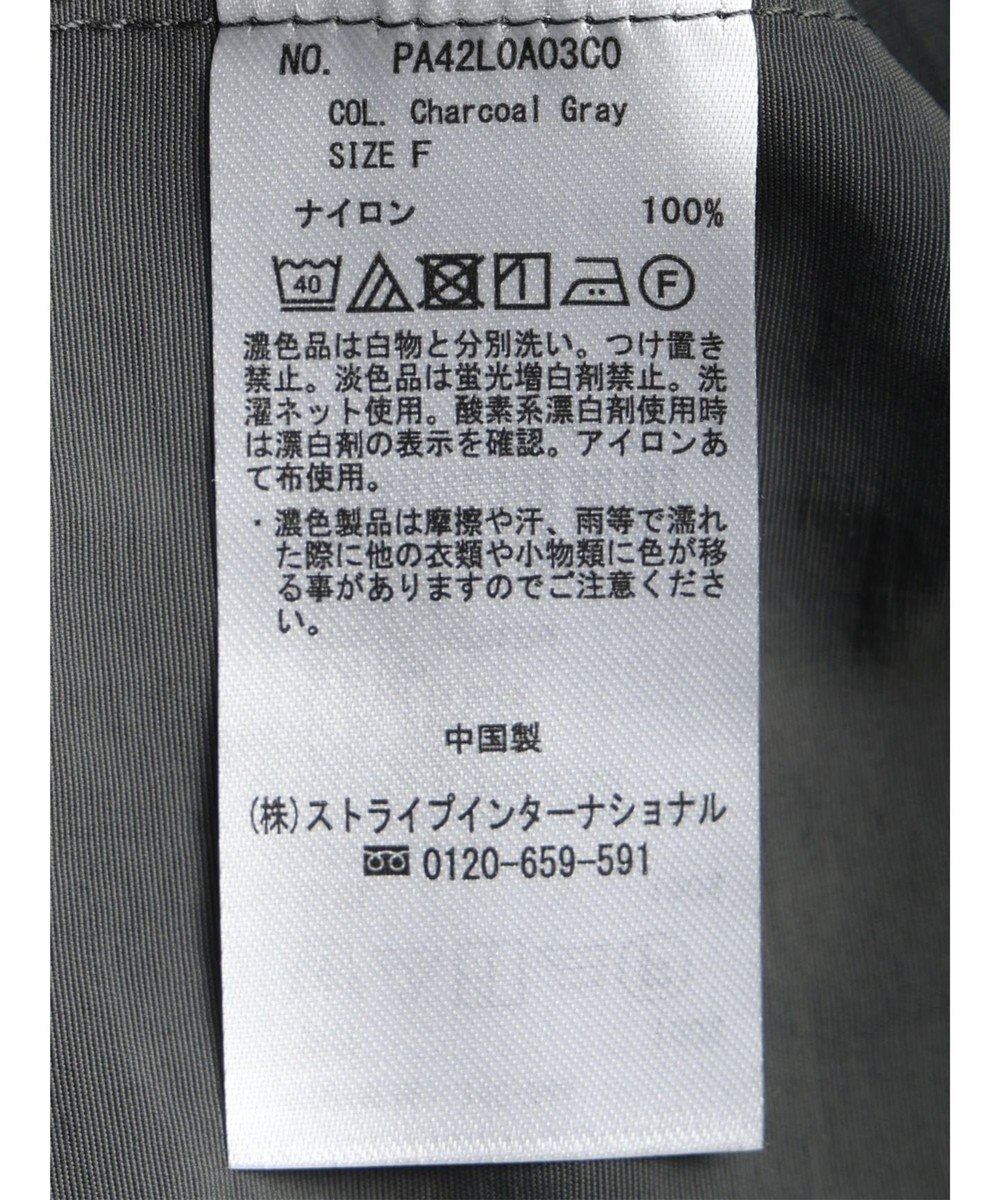 NO. PA42L0A03C0
COL. Charcoal Gray
SIZE F
ナイロン 100%
40 F
濃色品は白物と分別洗い。つけ置き
禁止。淡色品は蛍光増白剤禁止。洗
濯ネット使用。酸素系漂白剤使用時
は漂白剤の表示を確認。アイロンあ
て布使用。
・濃色製品は摩擦や汗、雨等で濡れ
た際に他の衣類や小物類に色が移
る事がありますのでご注意くださ
い。
中国製
(株)ストライプインターナショナル
0120-659-591